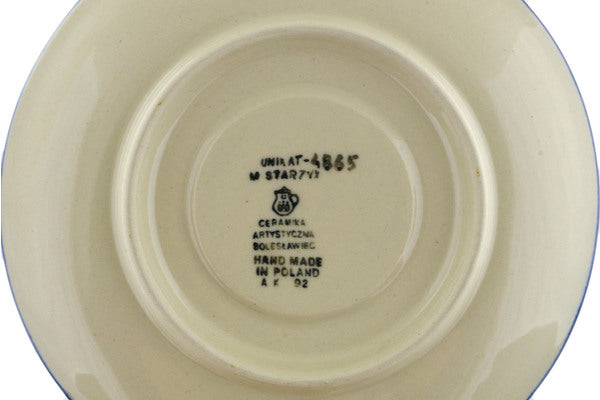 UNIKAT-4865
M STARZYK
CERAMIKA
ARTYSTYCZNA
BOLESŁAWIEC
HAND MADE
IN POLAND
A K 92